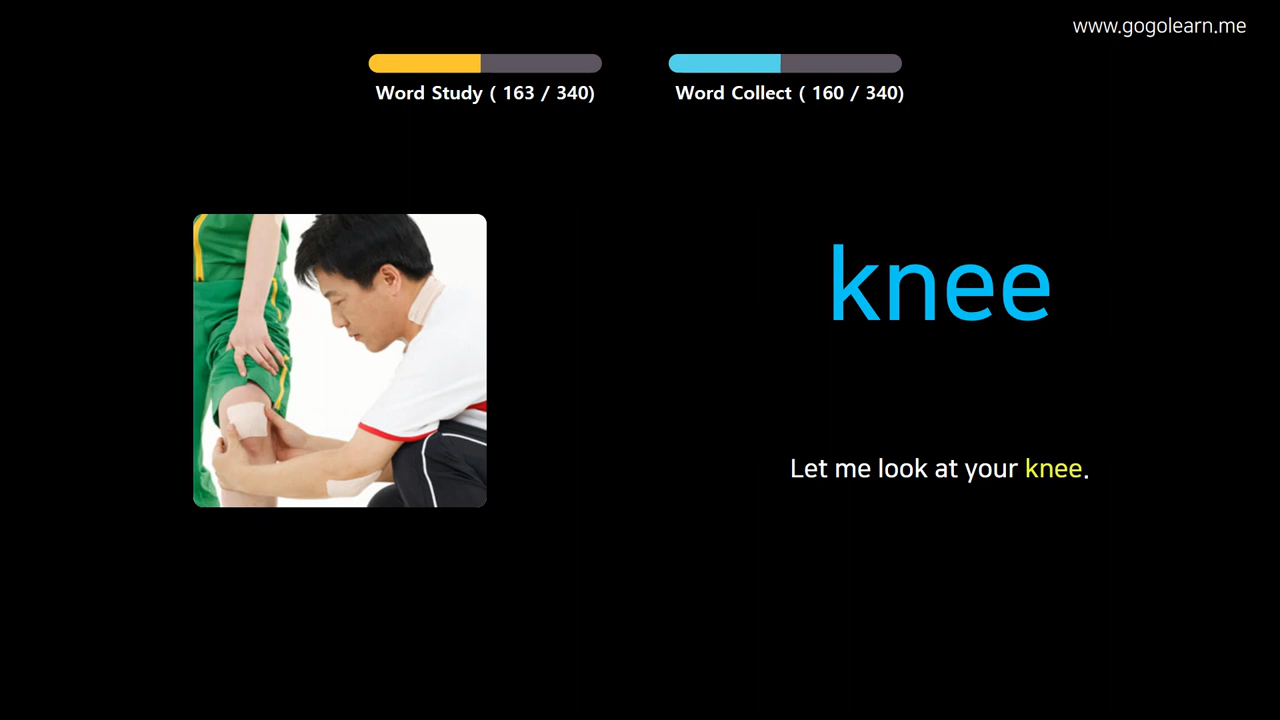 www.gogolearn.me
Word Study ( 163 / 340)
Word Collect ( 160 / 340)
knee
Let me look at your knee.